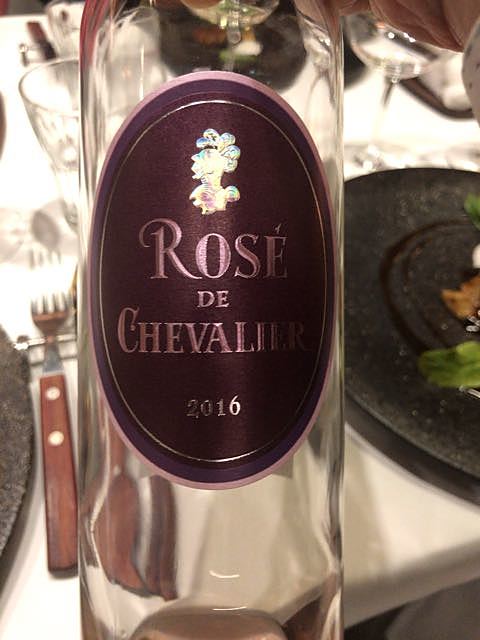 ROSÉ
DE
CHEVALIER
2016